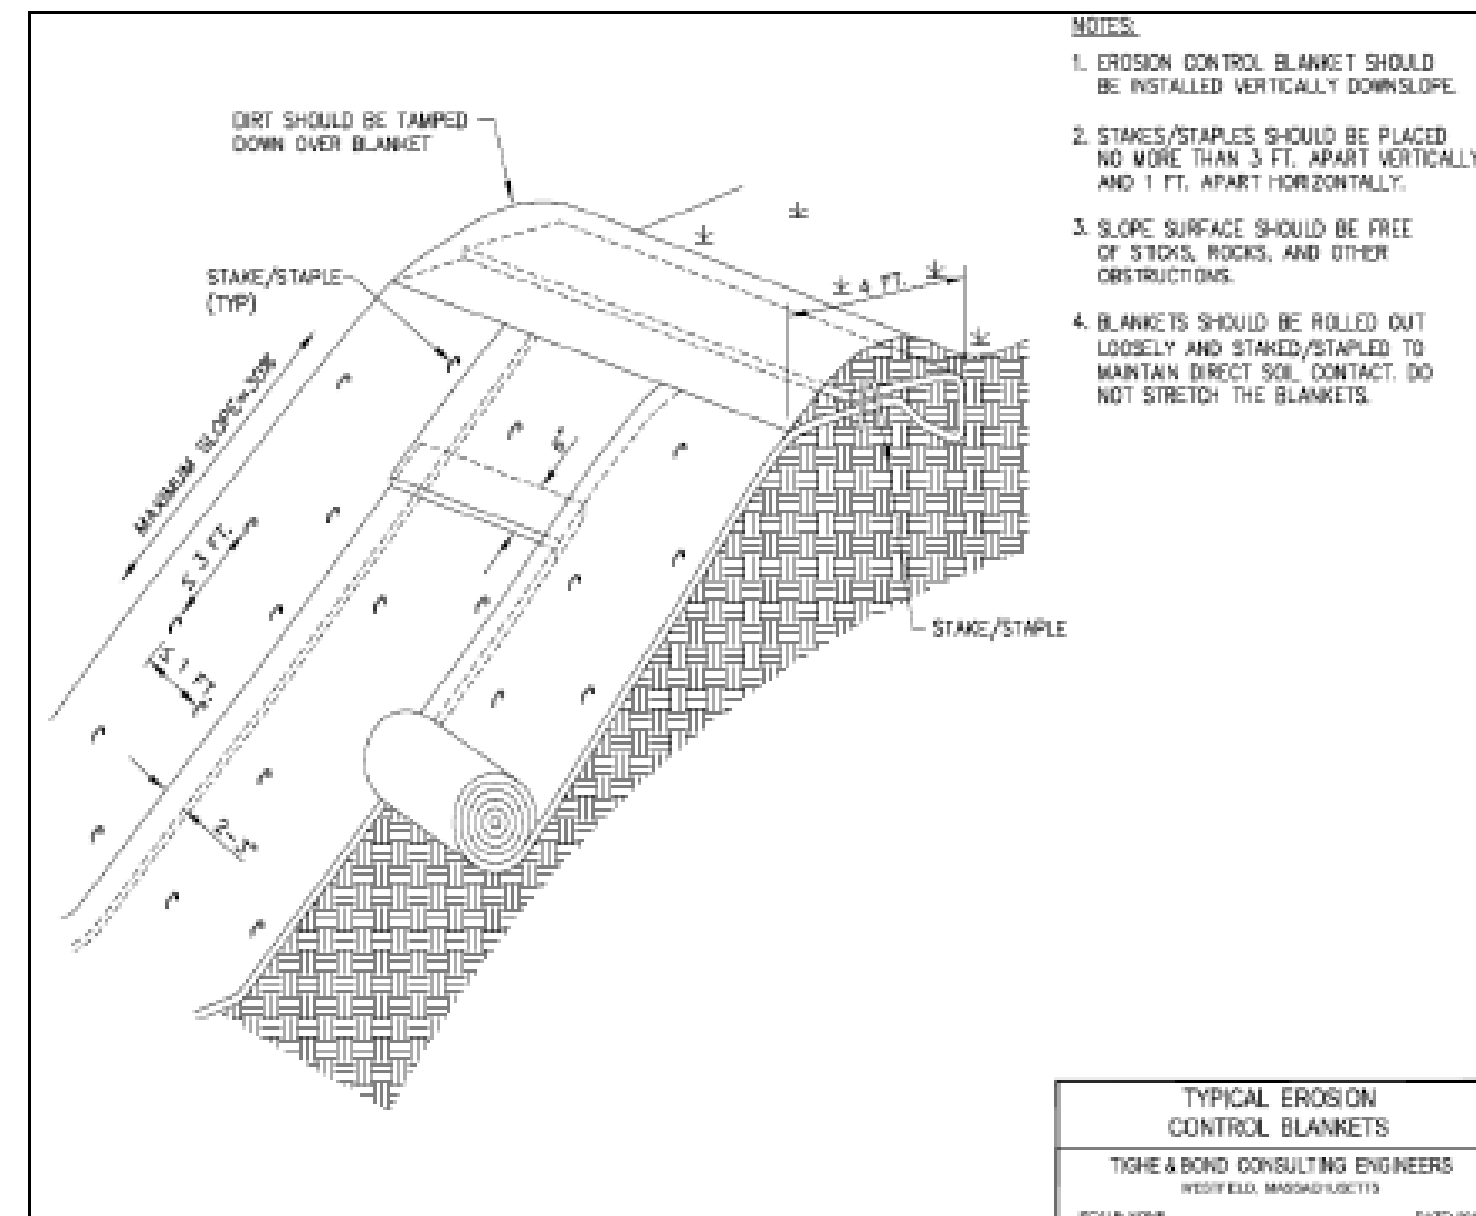 NOTES:
1. EROSION CONTROL BLANKET SHOULD
BE INSTALLED VERTICALLY DOWNSLOPE.
2. STAKES/STAPLES SHOULD BE PLACED
NO MORE THAN 3 FT. APART VERTICALLY
AND 1 FT. APART HORIZONTALLY.
3. SLOPE SURFACE SHOULD BE FREE
OF STICKS, ROCKS, AND OTHER
OBSTRUCTIONS.
4. BLANKETS SHOULD BE ROLLED OUT
LOOSELY AND STAKED/STAPLED TO
MAINTAIN DIRECT SOIL CONTACT. DO
NOT STRETCH THE BLANKETS.
DIRT SHOULD BE TAMPED
DOWN OVER BLANKET
STAKE/STAPLE
(TYP)
± 4 FT.
MAXIMUM SLOPE=30%
6"
≤ 3 FT.
≤ 1 FT.
2-3"
STAKE/STAPLE
TYPICAL EROSION
CONTROL BLANKETS
TIGHE & BOND CONSULTING ENGINEERS
WESTFIELD, MASSACHUSETTS